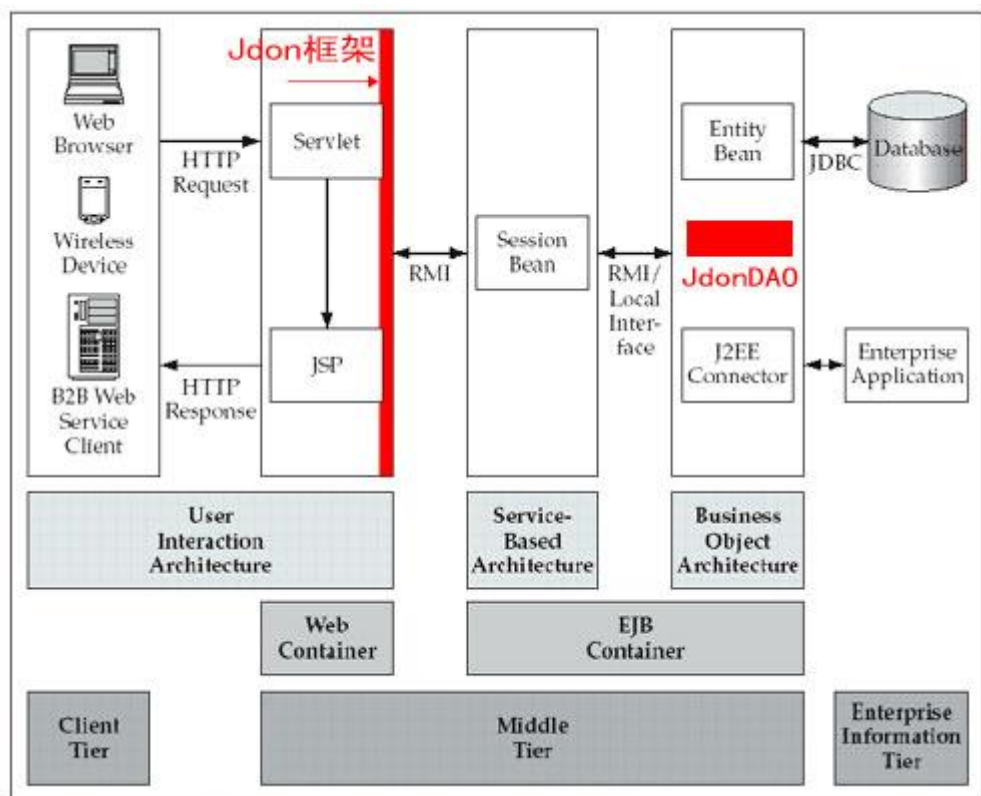 Jdon框架
Web
Browser
HTTP
Request
Servlet
Entity
Bean
JDBC
Database
Wireless
Device
RMI
Session
Bean
RMI/
Local
Inter-
face
JdonDAO
B2B Web
Service
Client
HTTP
Response
JSP
J2EE
Connector
Enterprise
Application
User
Interaction
Architecture
Service-
Based
Architecture
Business
Object
Architecture
Web
Container
EJB
Container
Client
Tier
Middle
Tier
Enterprise
Information
Tier